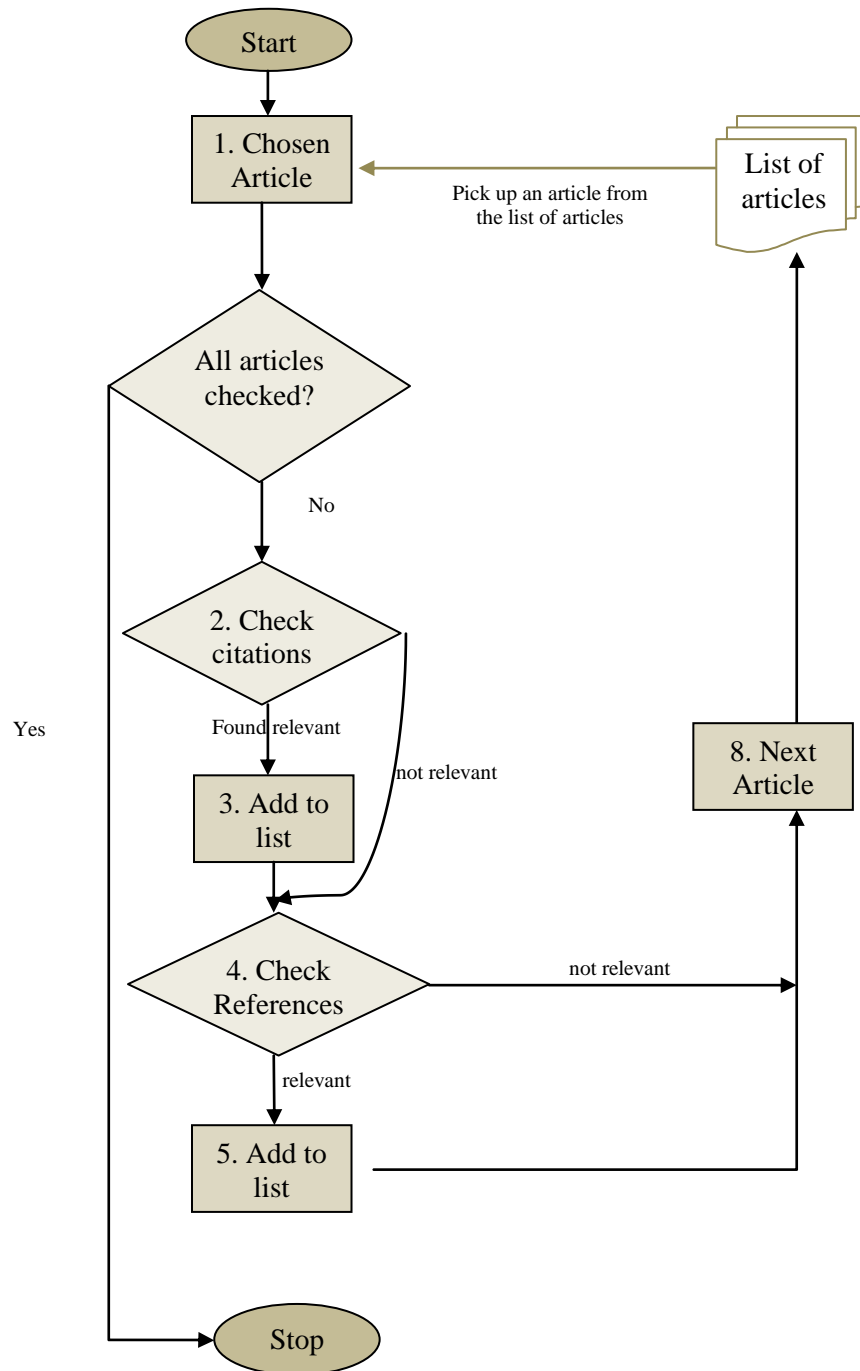 Start
1. Chosen
Article
List of
articles
Pick up an article from
the list of articles
All articles
checked?
No
2. Check
citations
Yes
Found relevant
not relevant
3. Add to
list
8. Next
Article
4. Check
References
not relevant
relevant
5. Add to
list
Stop